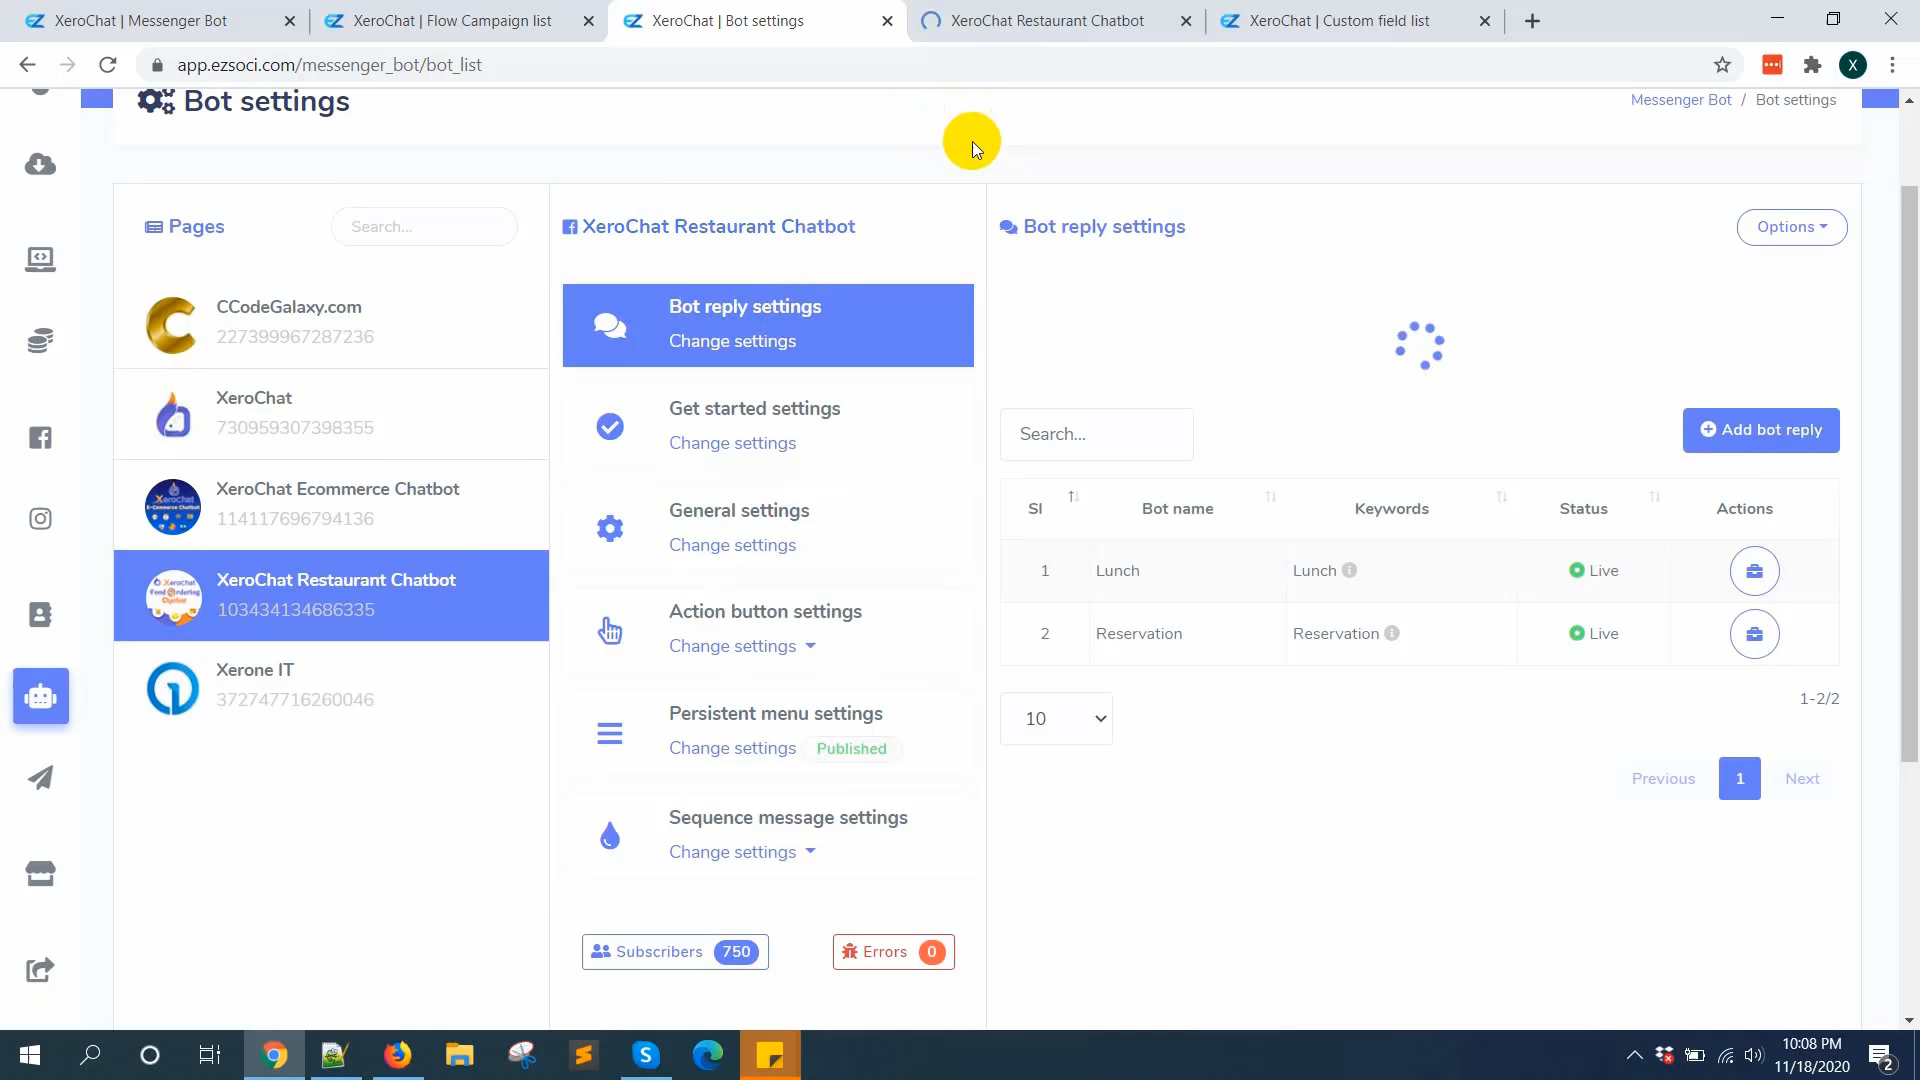 XeroChat | Messenger Bot
XeroChat | Flow Campaign list
XeroChat | Bot settings
XeroChat Restaurant Chatbot
XeroChat | Custom field list
app.ezsoci.com/messenger_bot/bot_list
X
Bot settings
Messenger Bot / Bot settings
Pages
Search...
CCodeGalaxy.com
227399967287236
XeroChat
730959307398355
XeroChat Ecommerce Chatbot
114117696794136
XeroChat Restaurant Chatbot
103434134686335
Xerone IT
372747716260046
XeroChat Restaurant Chatbot
Bot reply settings
Change settings
Get started settings
Change settings
General settings
Change settings
Action button settings
Change settings
Persistent menu settings
Change settings Published
Sequence message settings
Change settings
Subscribers 750
Errors 0
Bot reply settings
Options
Search...
Add bot reply
Sl Bot name Keywords Status Actions
1 Lunch Lunch Live
2 Reservation Reservation Live
10
1-2/2
Previous 1 Next
10:08 PM
11/18/2020
2